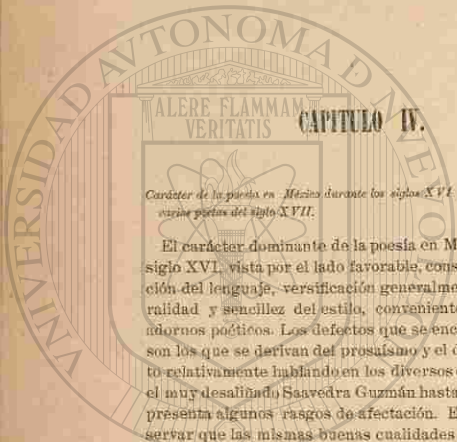 UNIVERSIDAD AVTONOMA DE NVEVO
ALERE FLAMMAM
VERITATIS
CAPITULO IV.
Carácter de la poesía en México durante los siglos XVI
varios poetas del siglo XVII.
El carácter dominante de la poesía en M
siglo XVI, vista por el lado favorable, cons
ción del lenguaje, versificación generalme
ralidad y sencillez del estilo, conveniente
adornos poéticos. Los defectos que se enc
son los que se derivan del prosaísmo y el d
to relativamente hablando en los diversos
el muy desaliñado Saavedra Guzmán hasta
presenta algunos rasgos de afectación. E
servar que las mismas buenas cualidades